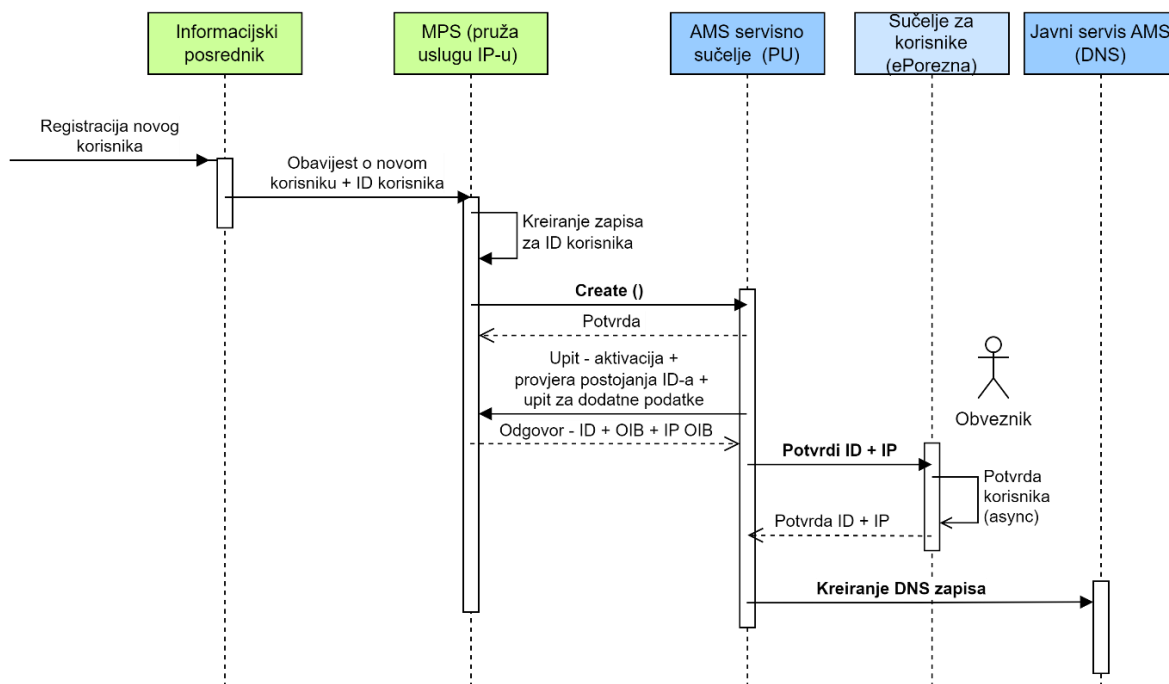 Informacijski
posrednik
MPS (pruža
uslugu IP-u)
AMS servisno
sučelje (PU)
Sučelje za
korisnike
(ePorezna)
Javni servis AMS
(DNS)
Registracija novog
korisnika
Obavijest o novom
korisniku + ID korisnika
Kreiranje zapisa
za ID korisnika
Create ()
Potvrda
Upit - aktivacija +
provjera postojanja ID-a +
upit za dodatne podatke
Obveznik
Odgovor - ID + OIB + IP OIB
Potvrdi ID + IP
Potvrda
korisnika
(async)
Potvrda ID + IP
Kreiranje DNS zapisa